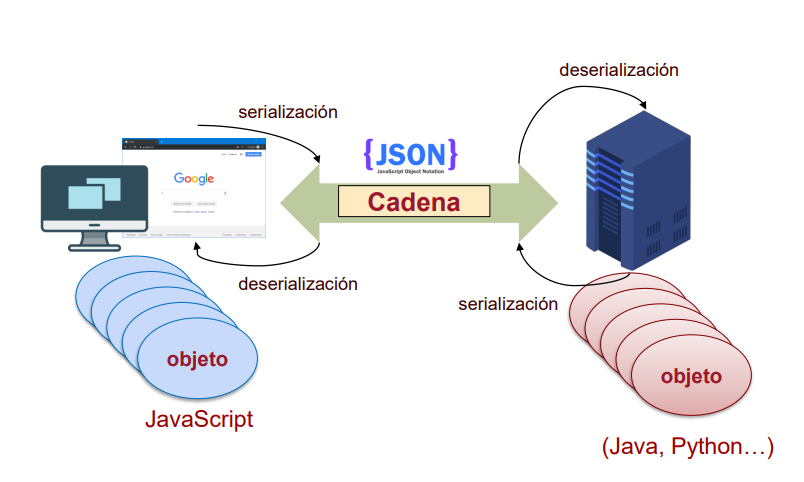 deserialización
serialización
{JSON}
JavaScript Object Notation
Google
Cadena
deserialización
serialización
objeto
objeto
JavaScript
(Java, Python…)